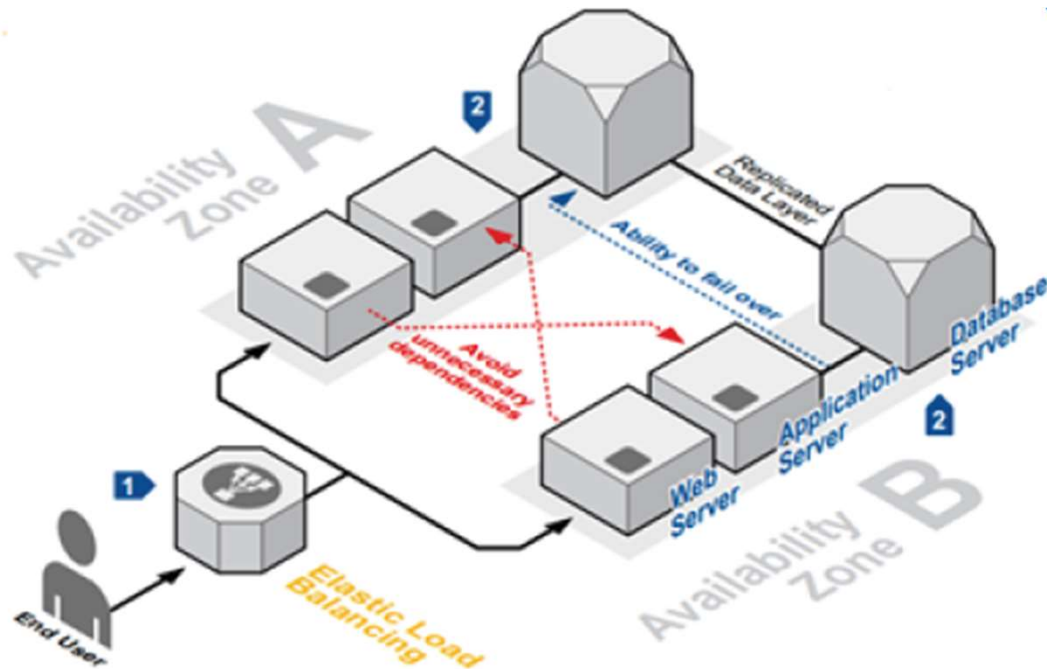 Availability
Zone A
2
Replicated
Data Layer
Ability to fail over
Avoid
unnecessary
dependencies
Database
Server
Application
Server
Web
Server
2
1
Availability
Zone B
Elastic Load
Balancing
End User